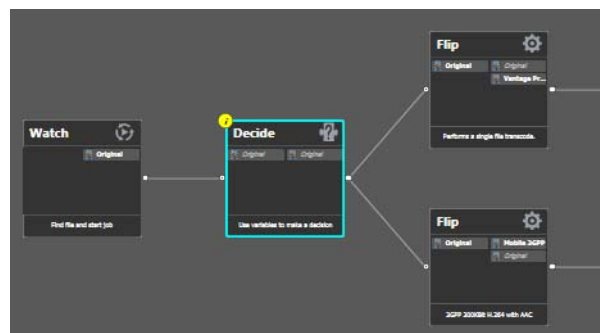 Flip
Original
Original
Vantage Pr...
Performs a single file transcode.
Watch
Original
Find file and start job
i
Decide
?
Original
Original
Use variables to make a decision
Flip
Original
Mobile 3GPP
Original
3GPP 200KBit H.264 with AAC